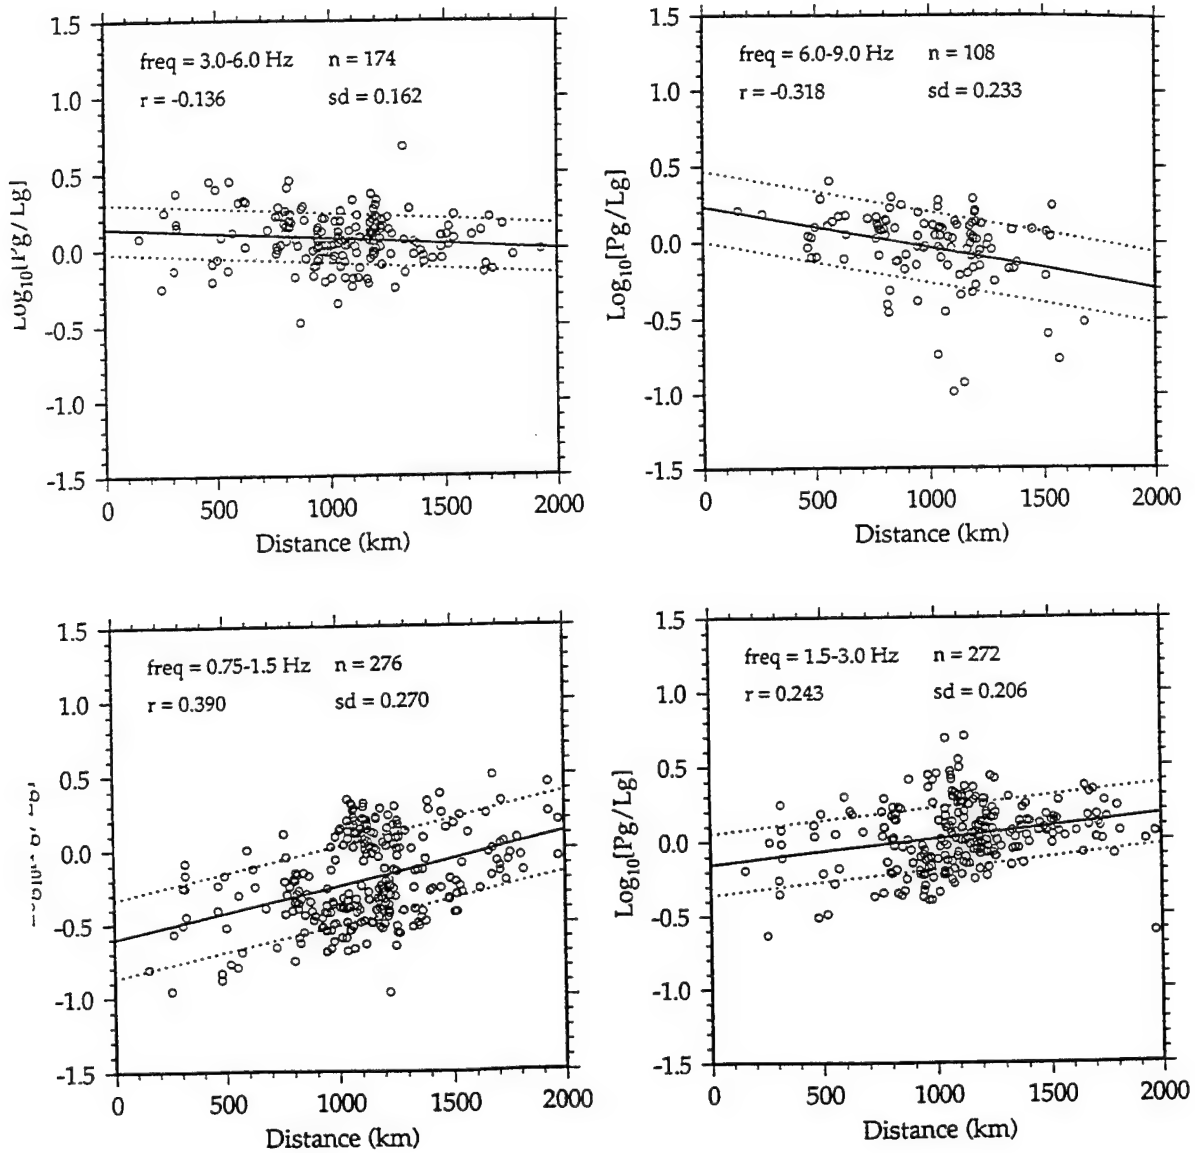 1.5
freq = 3.0-6.0 Hz n = 174
r = -0.136 sd = 0.162
1.0
0.5
0.0
-0.5
-1.0
-1.5
0 500 1000 1500 2000
Distance (km)
1.5
freq = 6.0-9.0 Hz n = 108
r = -0.318 sd = 0.233
1.0
0.5
0.0
-0.5
-1.0
-1.5
Log10[Pg/Lg]
0 500 1000 1500 2000
Distance (km)
1.5
freq = 0.75-1.5 Hz n = 276
r = 0.390 sd = 0.270
1.0
0.5
0.0
-0.5
-1.0
-1.5
0 500 1000 1500 2000
Distance (km)
1.5
freq = 1.5-3.0 Hz n = 272
r = 0.243 sd = 0.206
1.0
0.5
0.0
-0.5
-1.0
-1.5
Log10[Pg/Lg]
0 500 1000 1500 2000
Distance (km)